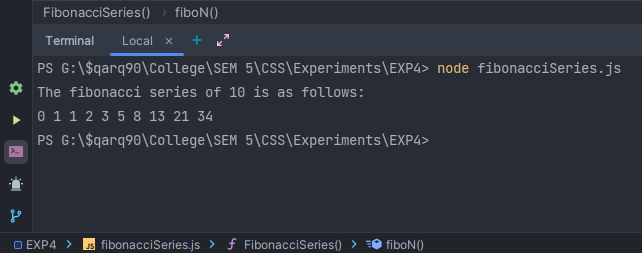 FibonacciSeries() > fiboN()
Terminal Local × +
PS G:\$qarq90\College\SEM 5\CSS\Experiments\EXP4> node fibonacciSeries.js
The fibonacci series of 10 is as follows:
0 1 1 2 3 5 8 13 21 34
PS G:\$qarq90\College\SEM 5\CSS\Experiments\EXP4>
EXP4 > JS fibonacciSeries.js > f FibonacciSeries() > fiboN()